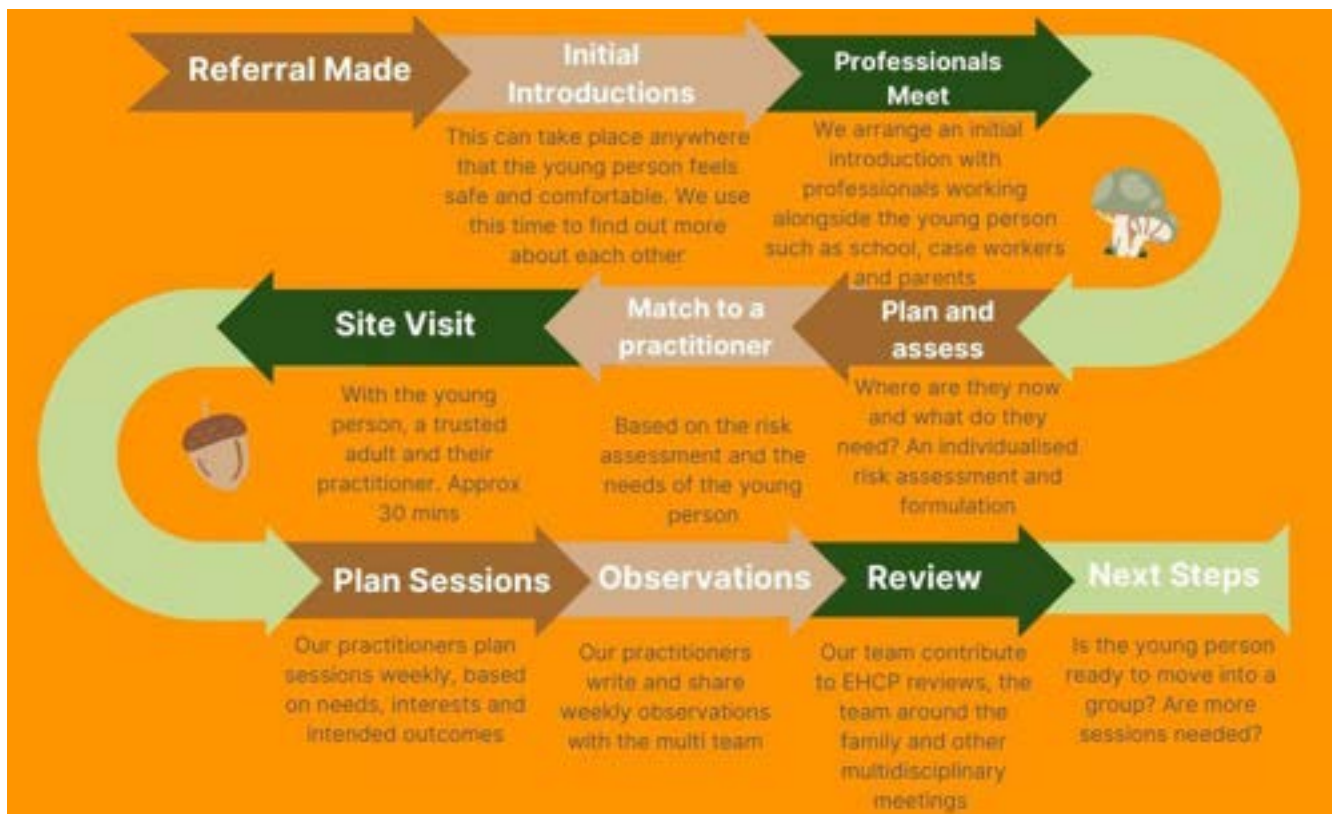 Referral Made
Initial
Introductions
This can take place anywhere
that the young person feels
safe and comfortable. We use
this time to find out more
about each other
Professionals
Meet
We arrange an initial
introduction with
professionals working
alongside the young person
such as school, case workers
and parents
Plan and
assess
Where are they now
and what do they
need? An individualised
risk assessment and
formulation
Match to a
practitioner
Based on the risk
assessment and the
needs of the young
person
Site Visit
With the young
person, a trusted
adult and their
practitioner. Approx
30 mins
Plan Sessions
Our practitioners plan
sessions weekly, based
on needs, interests and
intended outcomes
Observations
Our practitioners
write and share
weekly observations
with the multi team
Review
Our team contribute
to EHCP reviews, the
team around the
family and other
multidisciplinary
meetings
Next Steps
Is the young person
ready to move into a
group? Are more
sessions needed?